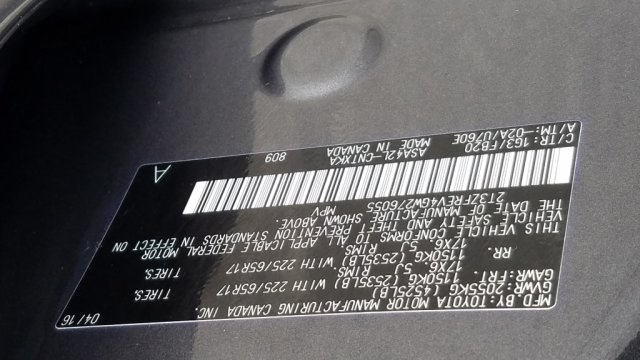 MFD BY:TOYOTA MOTOR MANUFACTURING CANADA INC. 04/16
GVWR: 2055KG (4525LB)
GAWR:FRT. 1150KG (2535LB) WITH 225/65R17 TIRES,
17X6.5J RIMS
RR. 1150KG (2535LB) WITH 225/65R17 TIRES,
17X6.5J RIMS
THIS VEHICLE CONFORMS TO ALL APPLICABLE FEDERAL MOTOR
VEHICLE SAFETY, THEFT PREVENTION STANDARDS IN EFFECT ON
THE DATE OF MANUFACTURE SHOWN ABOVE.
2T3ZFREV4GW276055 MPV
A
C/TR: 1G3/FB20 ASA42L-CNTXKA 809
A/TM:-02A/U760E MADE IN CANADA